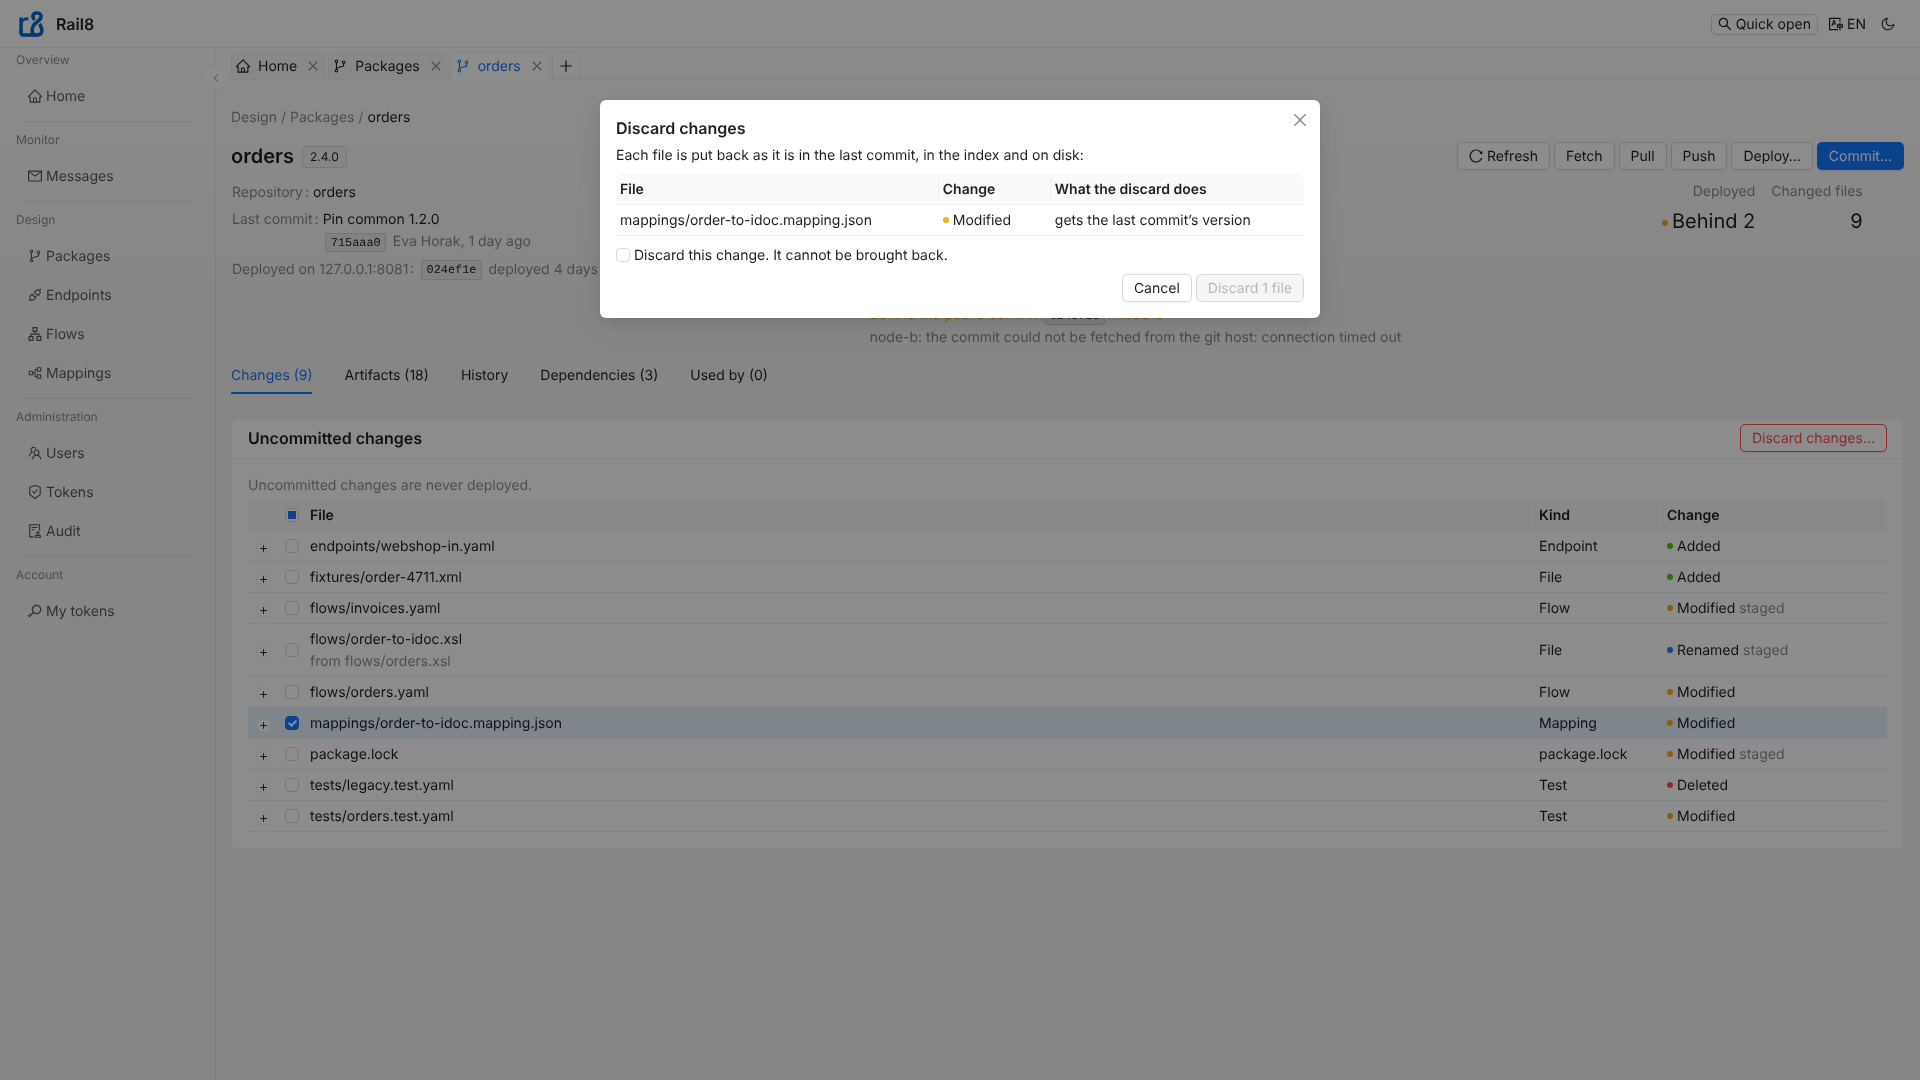 Rail8
Quick open
EN
Overview
Home
Monitor
Messages
Design
Packages
Endpoints
Flows
Mappings
Administration
Users
Tokens
Audit
Account
My tokens
Home
Packages
orders
Design / Packages / orders
orders 2.4.0
Refresh
Fetch
Pull
Push
Deploy...
Commit...
Repository: orders
Last commit: Pin common 1.2.0
715aaa0 Eva Horak, 1 day ago
Deployed on 127.0.0.1:8081: 024ef1e deployed 4 days
Deployed
Behind 2
Changed files
9
node-b: the commit could not be fetched from the git host: connection timed out
Discard changes
Each file is put back as it is in the last commit, in the index and on disk:
File Change What the discard does
mappings/order-to-idoc.mapping.json Modified gets the last commit’s version
Discard this change. It cannot be brought back.
Cancel
Discard 1 file
Changes (9)
Artifacts (18)
History
Dependencies (3)
Used by (0)
Uncommitted changes
Discard changes...
Uncommitted changes are never deployed.
File Kind Change
endpoints/webshop-in.yaml Endpoint Added
fixtures/order-4711.xml File Added
flows/invoices.yaml Flow Modified staged
flows/order-to-idoc.xsl
from flows/orders.xsl File Renamed staged
flows/orders.yaml Flow Modified
mappings/order-to-idoc.mapping.json Mapping Modified
package.lock package.lock Modified staged
tests/legacy.test.yaml Test Deleted
tests/orders.test.yaml Test Modified